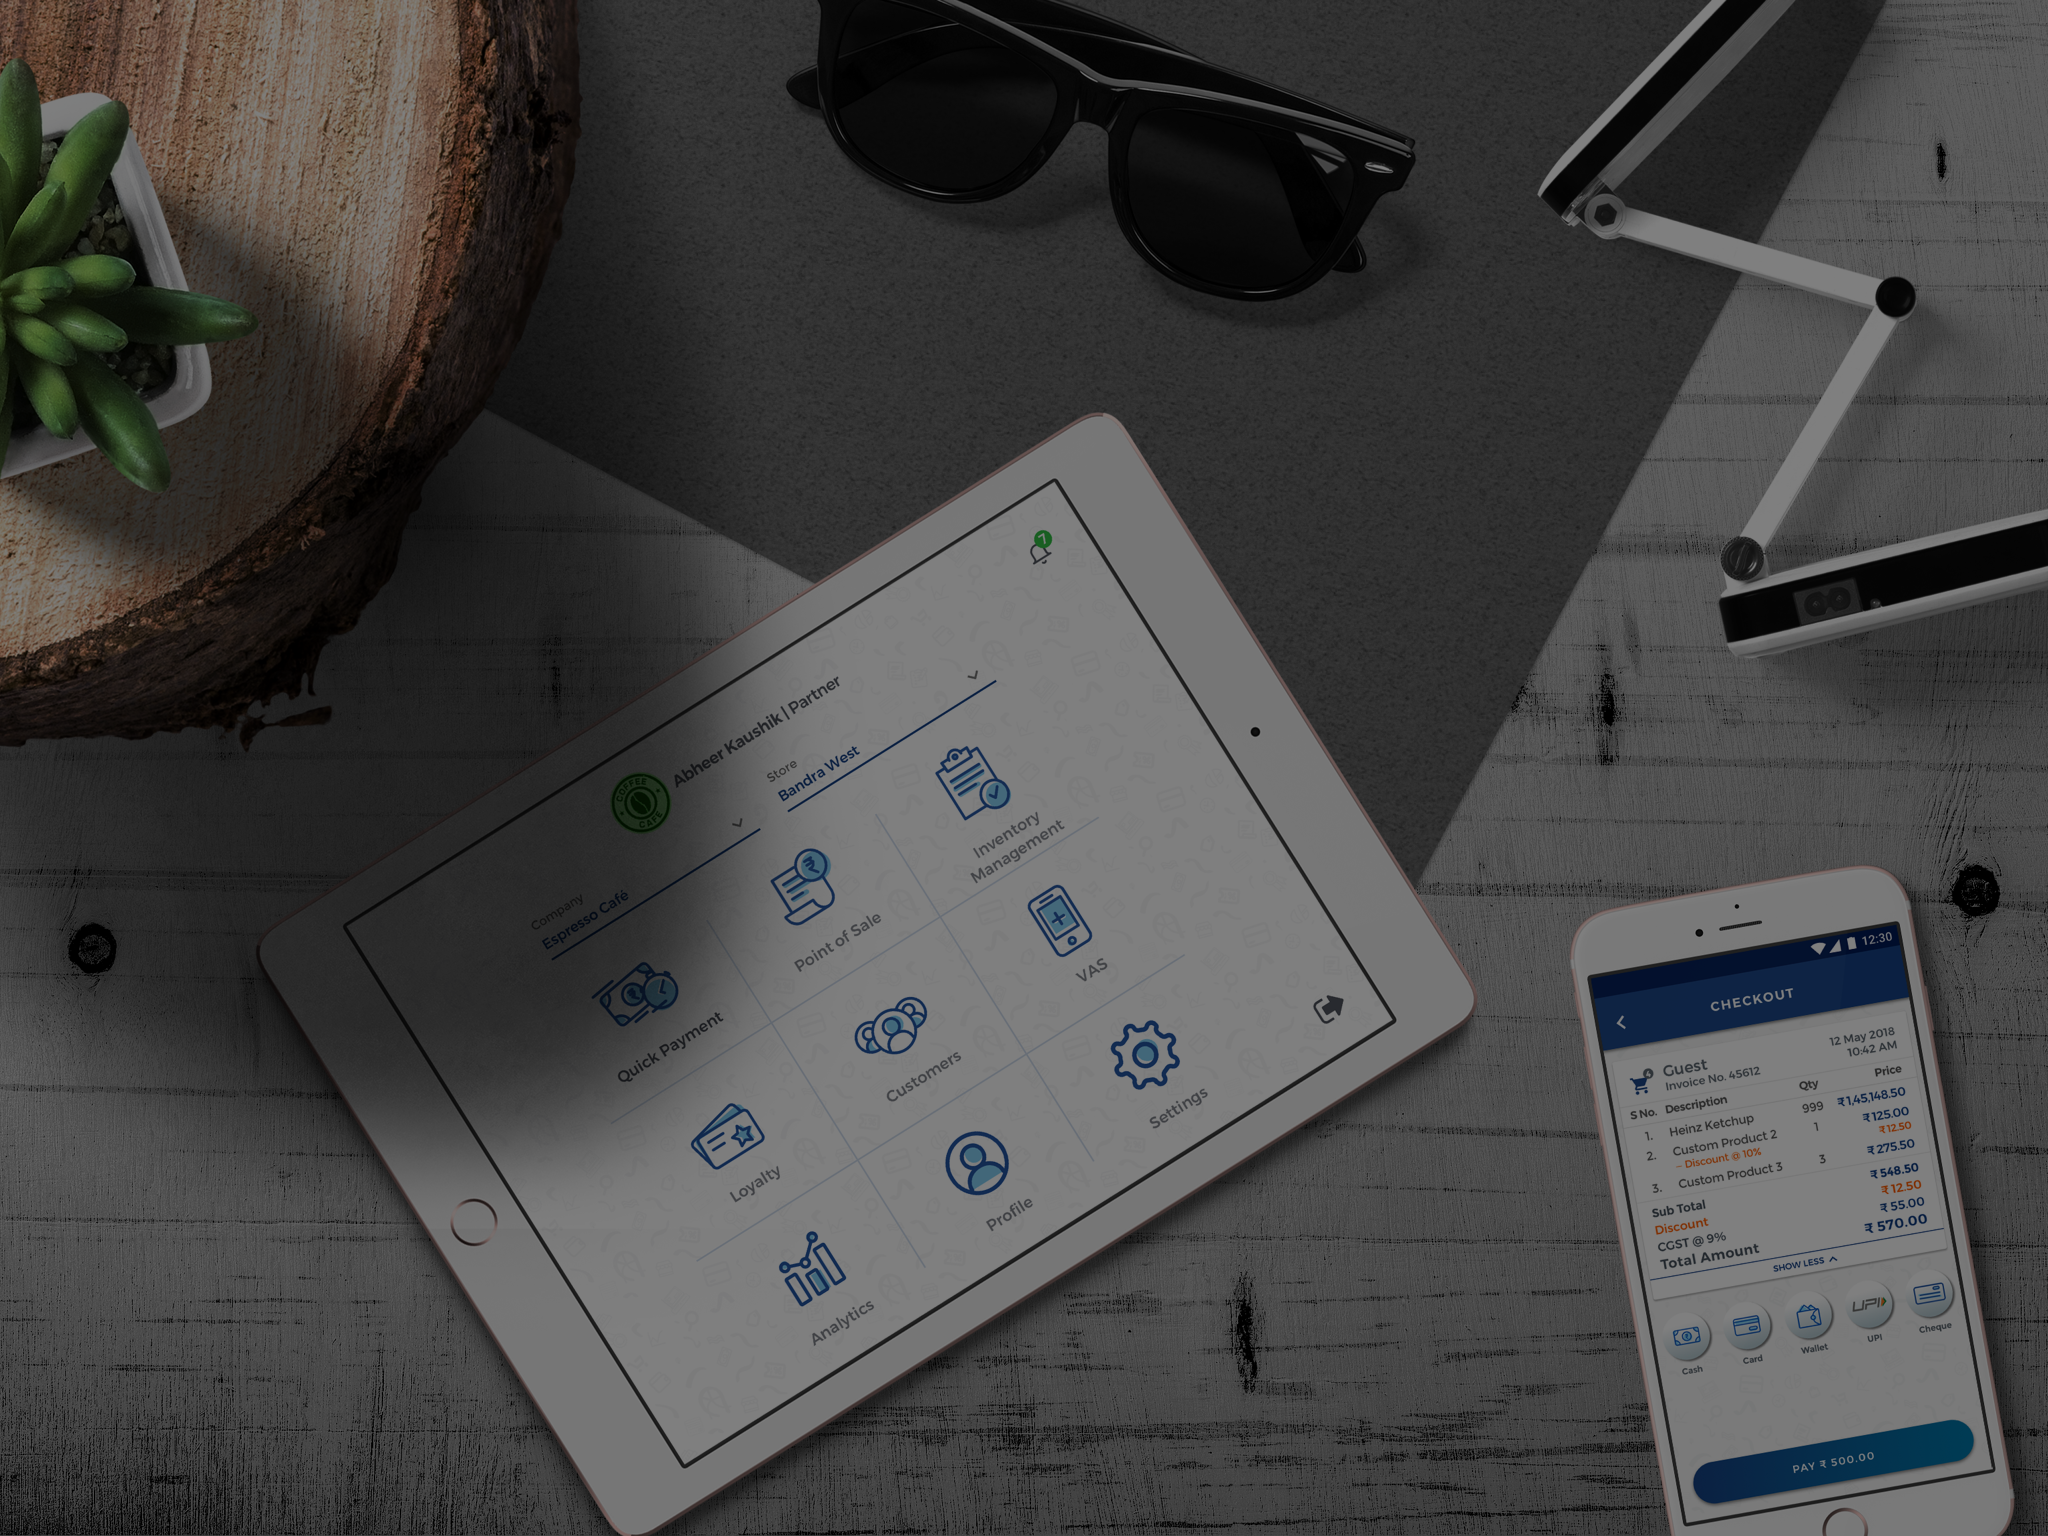 7
COFFEE
CAFE
Abheer Kaushik | Partner
Company
Espresso Café
Store
Bandra West
Quick Payment
Point of Sale
Inventory
Management
Loyalty
Customers
VAS
Analytics
Profile
Settings
12:30
CHECKOUT
Guest
12 May 2018
Invoice No. 45612
10:42 AM
S No. Description Qty Price
1. Heinz Ketchup 999 ₹1,45,148.50
2. Custom Product 2 1 ₹125.00
-- Discount @ 10% ₹12.50
3. Custom Product 3 3 ₹275.50
Sub Total ₹548.50
Discount ₹12.50
CGST @ 9% ₹55.00
Total Amount ₹570.00
SHOW LESS
Cash
Card
Wallet
UPI
UPI
Cheque
PAY ₹ 500.00